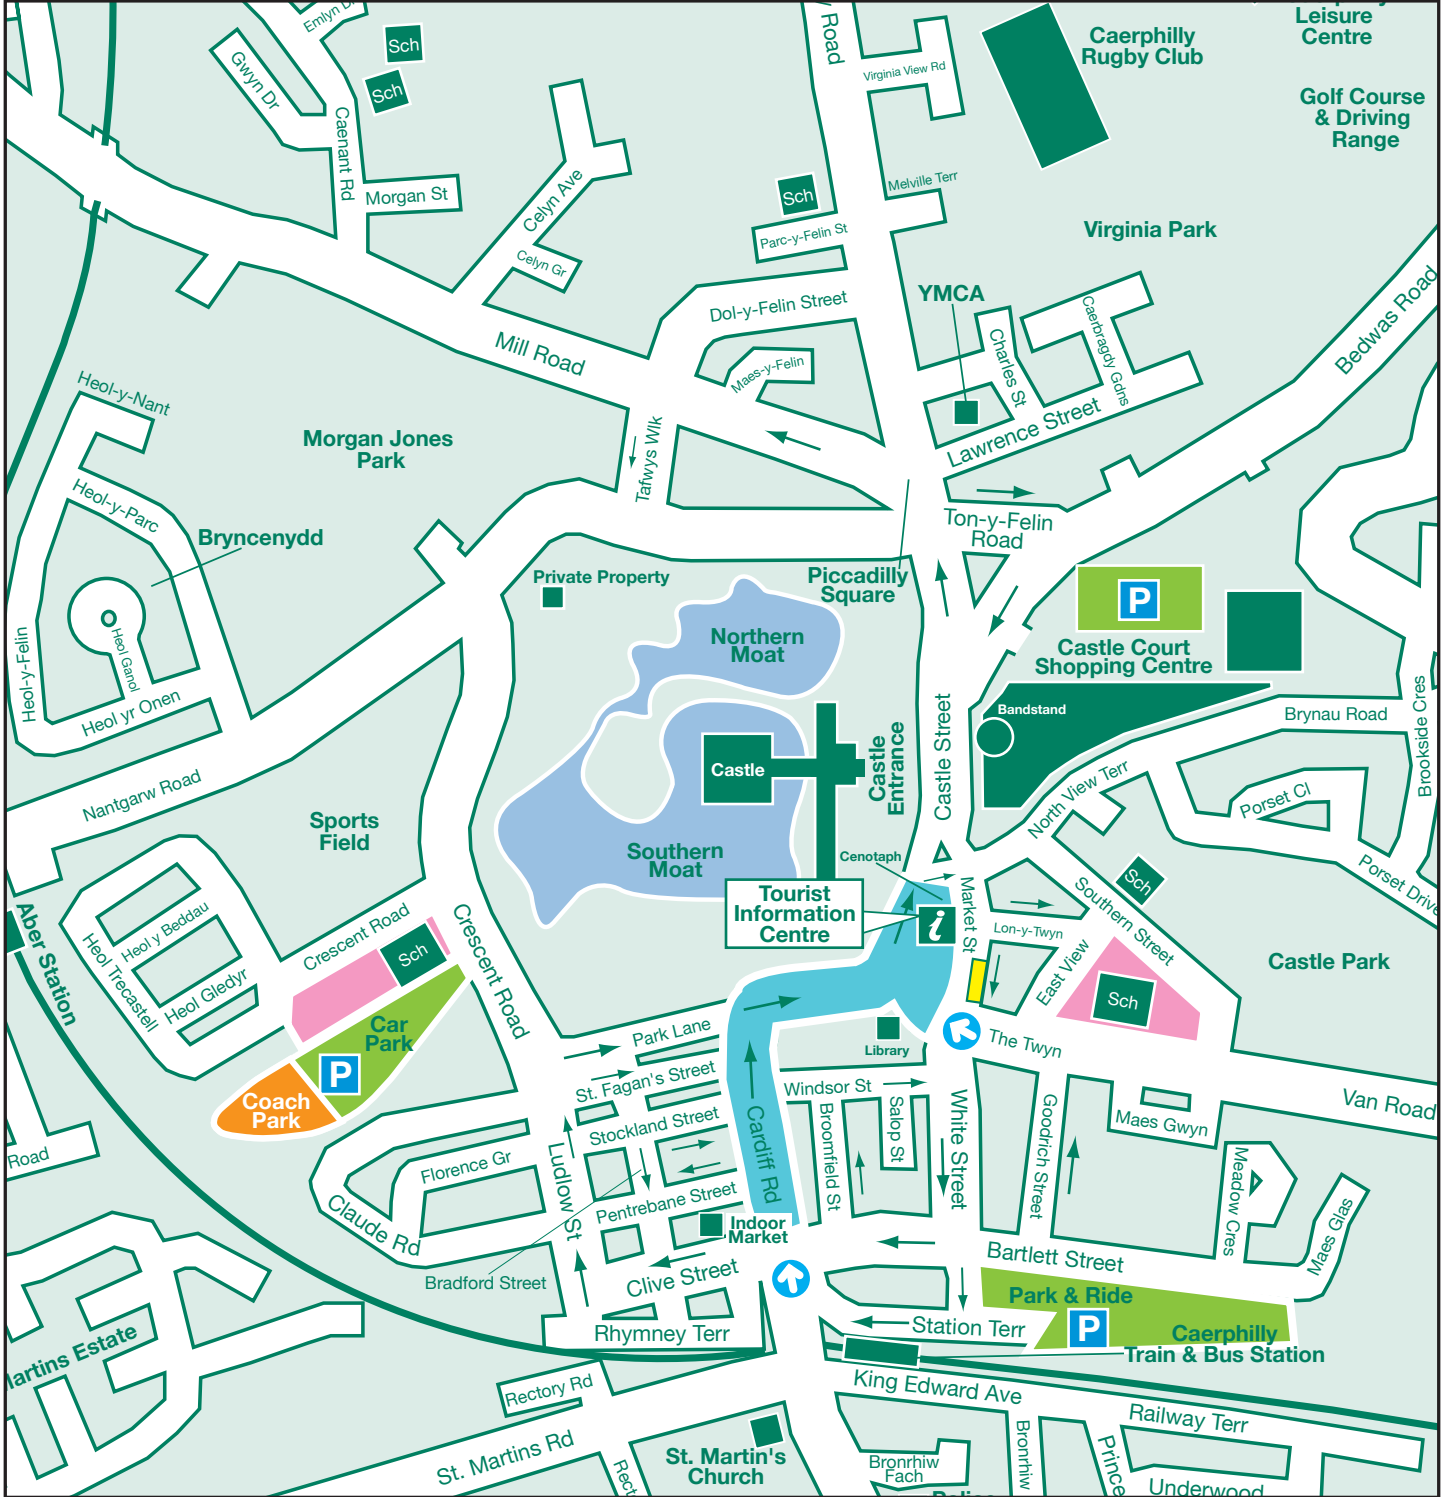 Emlyn Dr
Sch
Sch
Gwyn Dr
Caenant Rd
Morgan St
Celyn Ave
Celyn Gr
Road
Virginia View Rd
Caerphilly
Rugby Club
Leisure
Centre
Golf Course
& Driving
Range
Sch
Melville Terr
Parc-y-Felin St
Virginia Park
Dol-y-Felin Street
YMCA
Charles St
Caerbragdy Gdns
Bedwas Road
Mill Road
Maes-y-Felin
Lawrence Street
Heol-y-Nant
Morgan Jones
Park
Tafwys Wlk
Heol-y-Parc
Bryncenydd
Ton-y-Felin
Road
Private Property
Piccadilly
Square
P
Heol-y-Felin
Heol Ganol
Heol yr Onen
Northern
Moat
Castle Court
Shopping Centre
Bandstand
Brynau Road
Brookside Cres
Castle
Castle
Entrance
Castle Street
Nantgarw Road
North View Terr
Porset Cl
Sports
Field
Southern
Moat
Cenotaph
Porset Drive
Tourist
Information
Centre
i
Market St
Southern Street
Sch
Aber Station
Heol y Beddau
Heol Trecastell
Heol Gledyr
Crescent Road
Sch
Crescent Road
Lon-y-Twyn
East View
Castle Park
Sch
Car
Park
P
Coach
Park
Park Lane
Library
The Twyn
St. Fagan's Street
Windsor St
Van Road
Stockland Street
Cardiff Rd
Broomfield St
Salop St
White Street
Goodrich Street
Maes Gwyn
Road
Florence Gr
Ludlow St
Meadow Cres
Maes Glas
Claude Rd
Pentrebane Street
Indoor
Market
Bradford Street
Clive Street
Bartlett Street
Park & Ride
P
Rhymney Terr
Station Terr
Caerphilly
Train & Bus Station
artins Estate
Rectory Rd
King Edward Ave
Railway Terr
St. Martins Rd
Rect
St. Martin's
Church
Bronrhiw
Fach
Bronrhiw
Prince
Underwood